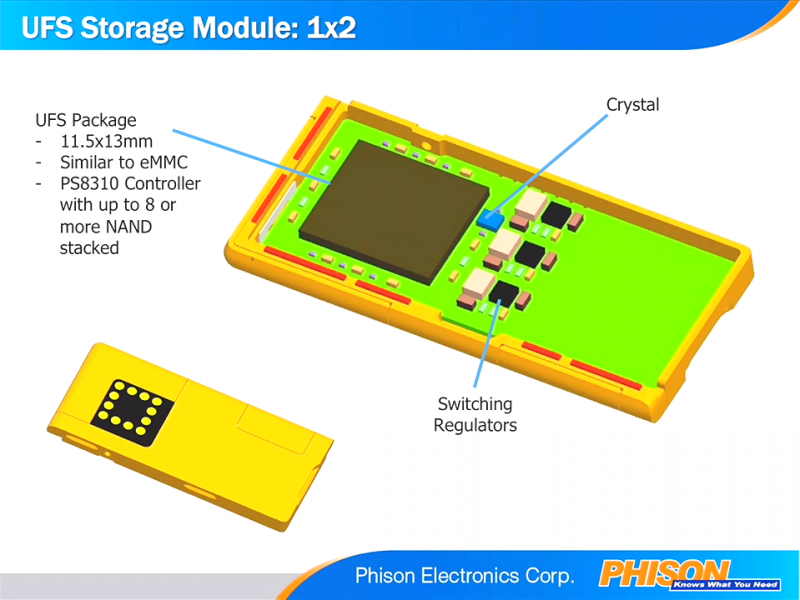 UFS Storage Module: 1x2
UFS Package
- 11.5x13mm
- Similar to eMMC
- PS8310 Controller
with up to 8 or
more NAND
stacked
Crystal
Switching
Regulators
Phison Electronics Corp.
PHISON
Knows What You Need